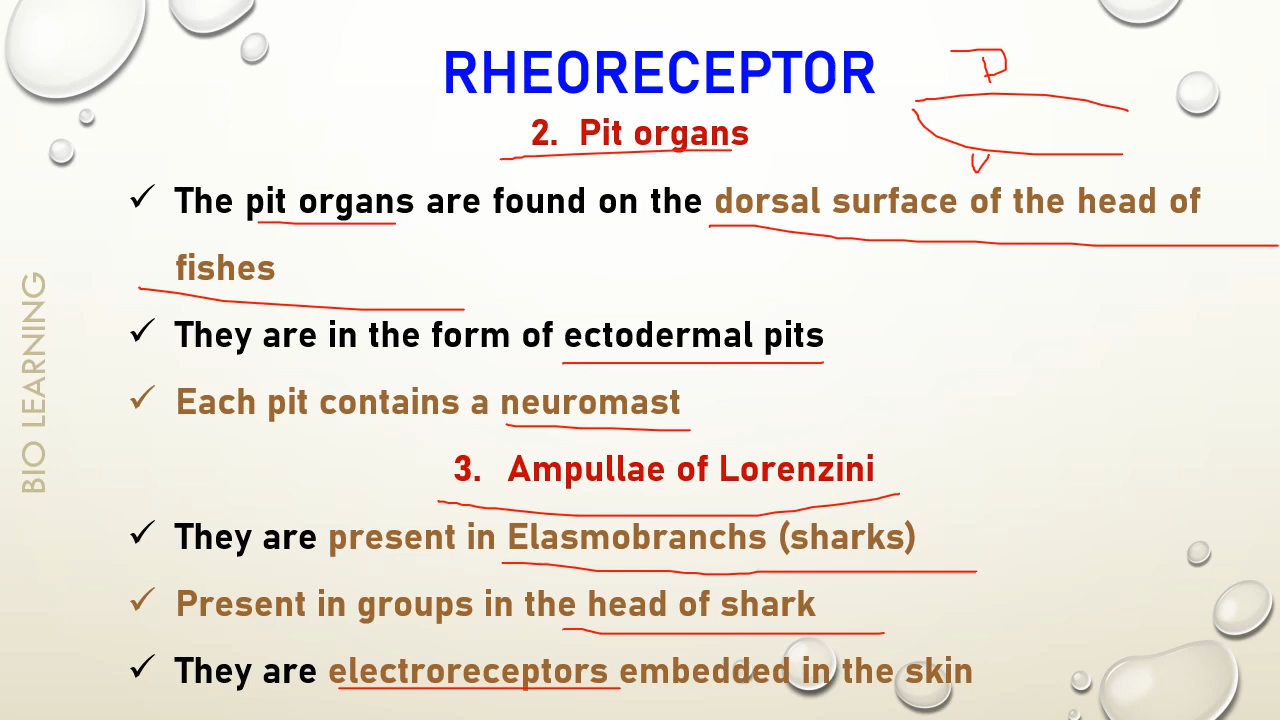 RHEORECEPTOR
D
2. Pit organs
V
✓ The pit organs are found on the dorsal surface of the head of
fishes
✓ They are in the form of ectodermal pits
✓ Each pit contains a neuromast
3. Ampullae of Lorenzini
✓ They are present in Elasmobranchs (sharks)
✓ Present in groups in the head of shark
✓ They are electroreceptors embedded in the skin
BIO LEARNING